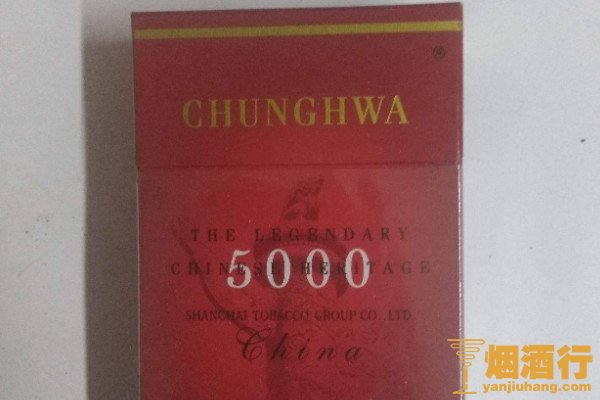 ®
CHUNGHWA
THE LEGENDARY
CHINESE HERITAGE
5000
SHANGHAI TOBACCO GROUP CO., LTD.
China
烟酒行
yanjiuhang.com